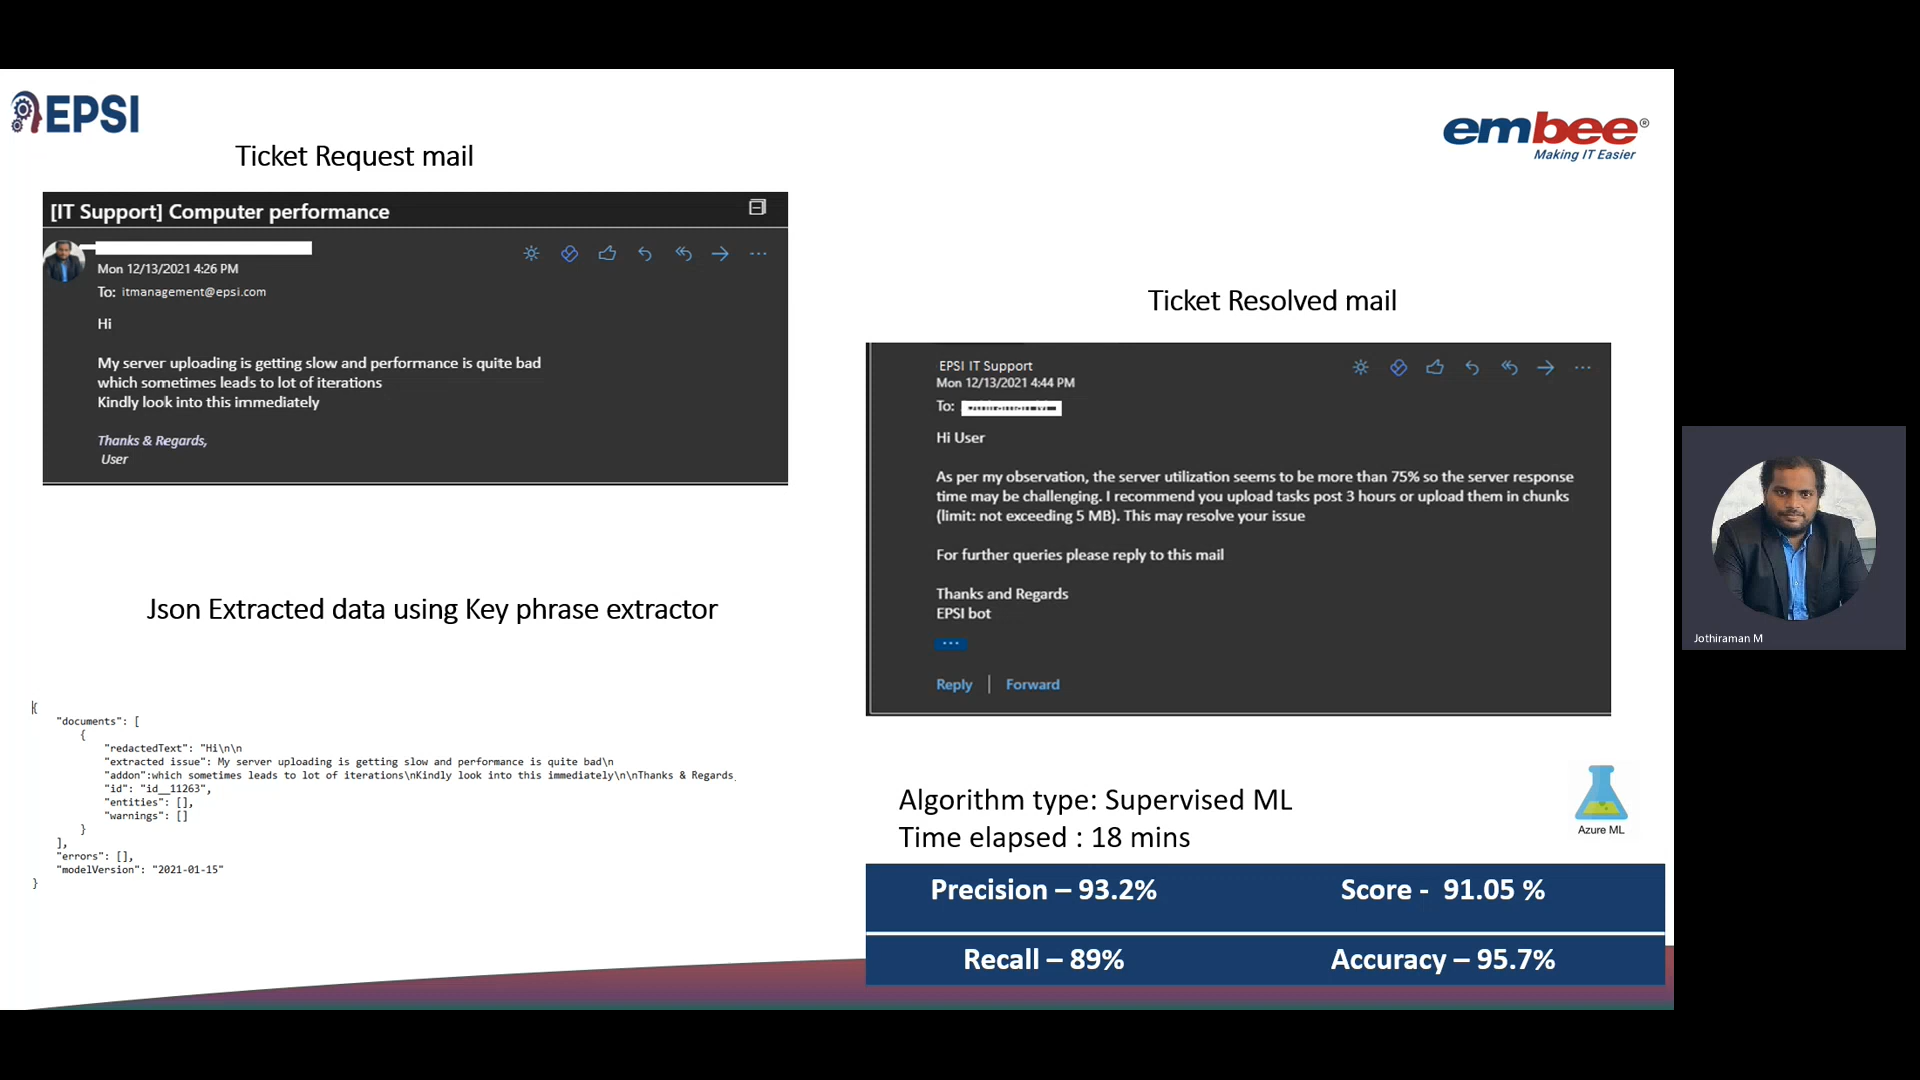 EPSI
embee®
Making IT Easier
Ticket Request mail
[IT Support] Computer performance
Mon 12/13/2021 4:26 PM
To: itmanagement@epsi.com
Hi
My server uploading is getting slow and performance is quite bad
which sometimes leads to lot of iterations
Kindly look into this immediately
Thanks & Regards,
User
Ticket Resolved mail
EPSI IT Support
Mon 12/13/2021 4:44 PM
To:
Hi User
As per my observation, the server utilization seems to be more than 75% so the server response
time may be challenging. I recommend you upload tasks post 3 hours or upload them in chunks
(limit: not exceeding 5 MB). This may resolve your issue
For further queries please reply to this mail
Thanks and Regards
EPSI bot
Reply | Forward
Json Extracted data using Key phrase extractor
{
"documents": [
{
"redactedText": "Hi\n\n
"extracted issue": My server uploading is getting slow and performance is quite bad\n
"addon":which sometimes leads to lot of iterations\nKindly look into this immediately\n\nThanks & Regards,
"id": "id__11263",
"entities": [],
"warnings": []
}
],
"errors": [],
"modelVersion": "2021-01-15"
}
Algorithm type: Supervised ML
Time elapsed : 18 mins
Azure ML
Precision – 93.2%
Score - 91.05 %
Recall – 89%
Accuracy – 95.7%
Jothiraman M